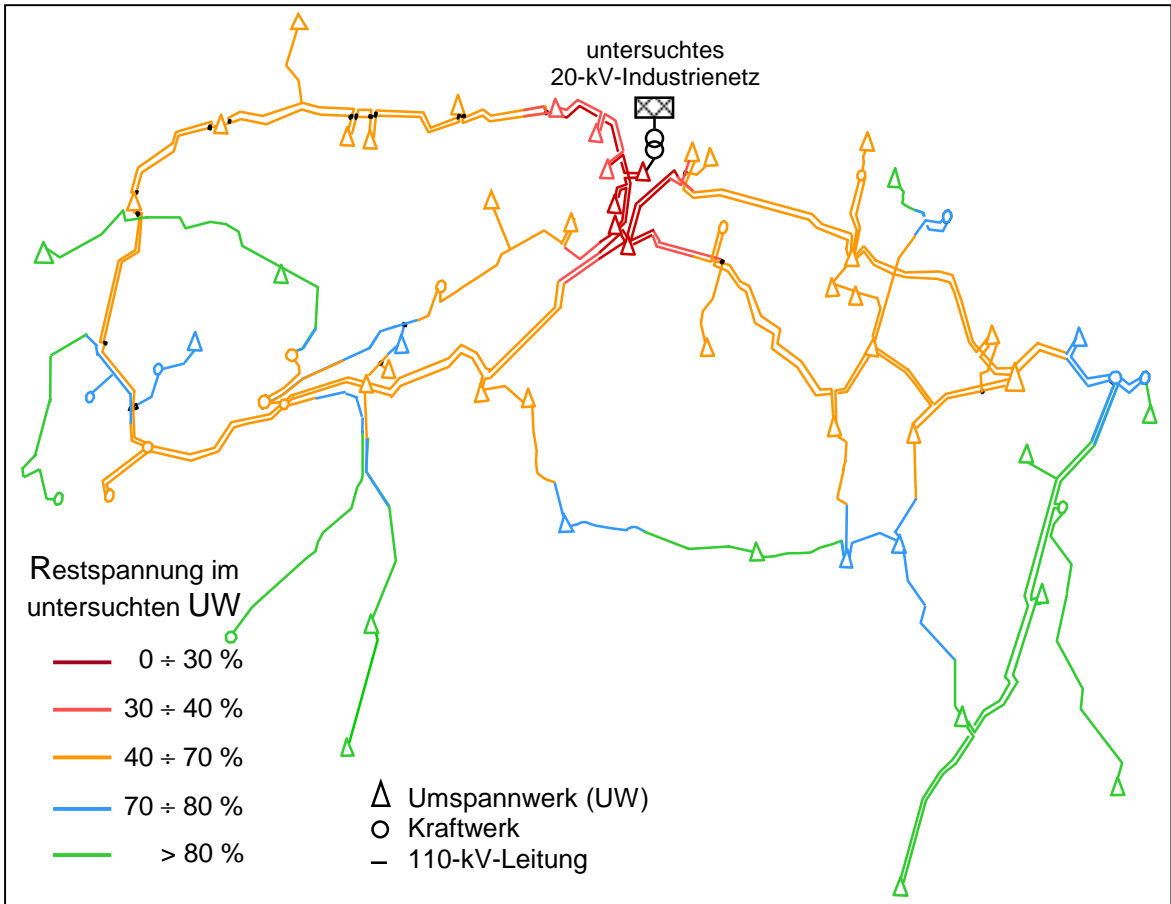 untersuchtes
20-kV-Industrienetz
Restspannung im
untersuchten UW
0 ÷ 30 %
30 ÷ 40 %
40 ÷ 70 %
70 ÷ 80 %
> 80 %
Umspannwerk (UW)
Kraftwerk
110-kV-Leitung